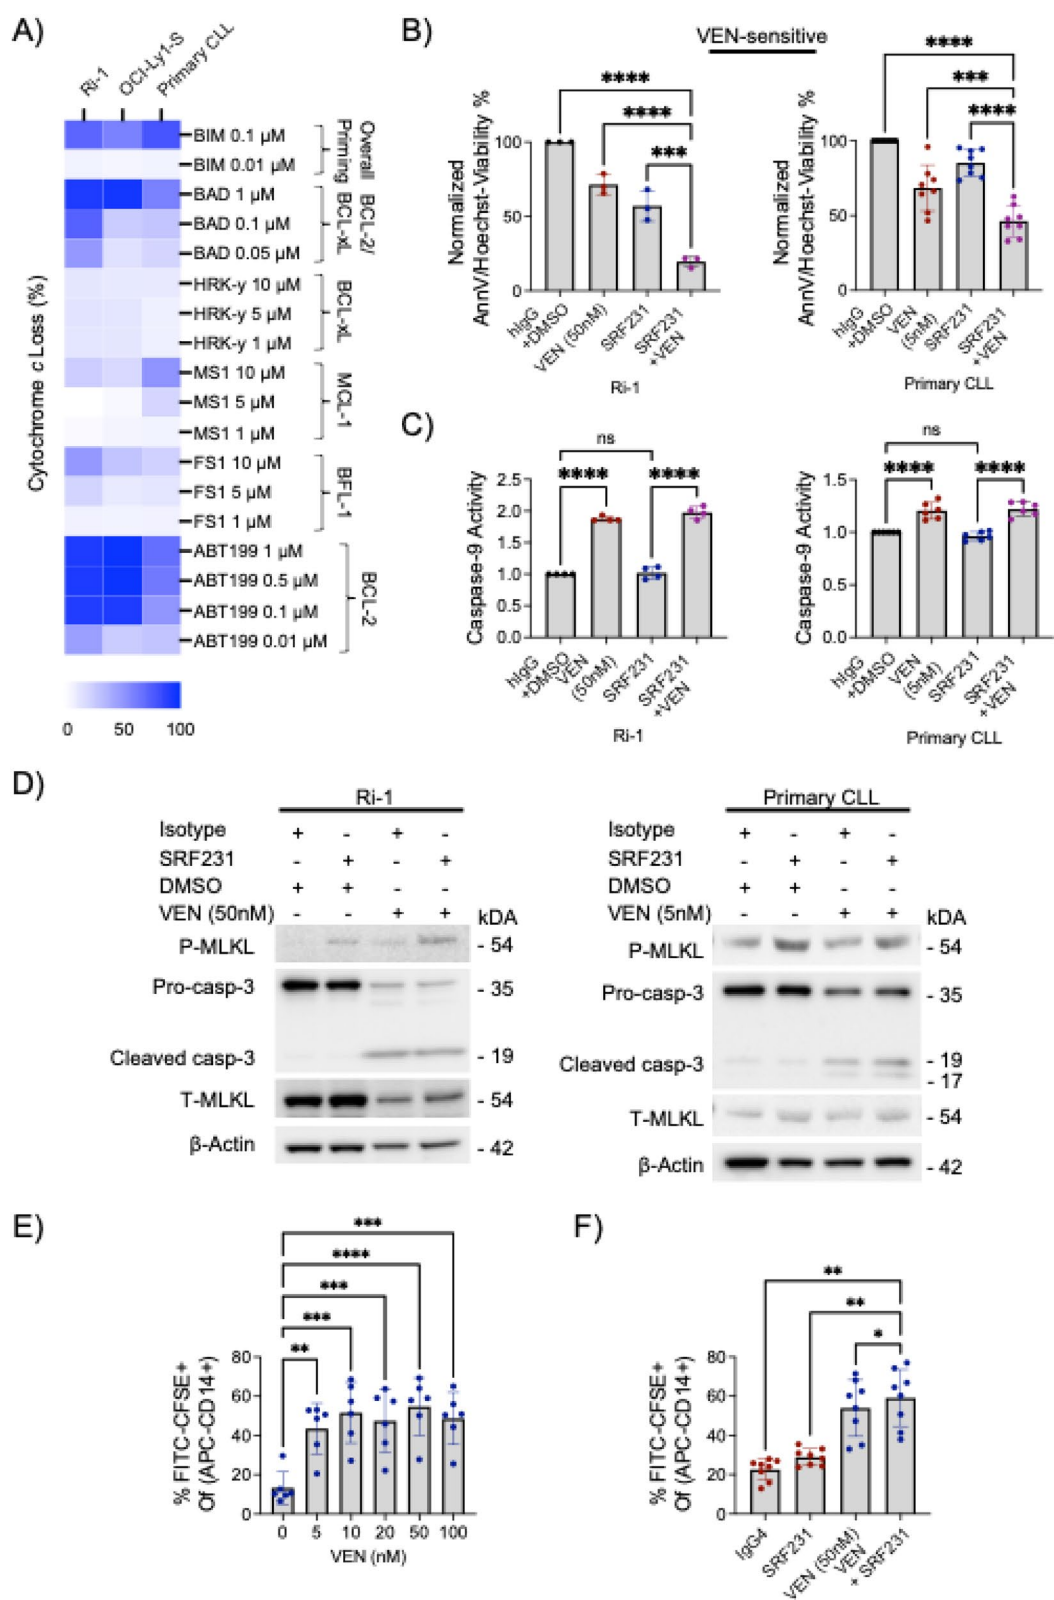 A)
Ri-1
OCI-Ly1-S
Primary CLL
Cytochrome c Loss (%)
BIM 0.1 µM
BIM 0.01 µM
BAD 1 µM
BAD 0.1 µM
BAD 0.05 µM
HRK-y 10 µM
HRK-y 5 µM
HRK-y 1 µM
MS1 10 µM
MS1 5 µM
MS1 1 µM
FS1 10 µM
FS1 5 µM
FS1 1 µM
ABT199 1 µM
ABT199 0.5 µM
ABT199 0.1 µM
ABT199 0.01 µM
Overall
Priming
BCL-2/
BCL-xL
BCL-xL
MCL-1
BFL-1
BCL-2
0 50 100
B)
VEN-sensitive
Normalized
AnnV/Hoechst-Viability %
100
50
0
****
****
***
hIgG
+DMSO
VEN (50nM)
SRF231
SRF231
+VEN
Ri-1
Normalized
AnnV/Hoechst-Viability %
100
50
0
****
***
****
hIgG
+DMSO
VEN
(5nM)
SRF231
SRF231
+VEN
Primary CLL
C)
Caspase-9 Activity
2.5
2.0
1.5
1.0
0.5
0.0
ns
****
****
hIgG
+DMSO
VEN
(50nM)
SRF231
SRF231
+VEN
Ri-1
Caspase-9 Activity
1.5
1.0
0.5
0.0
ns
****
****
hIgG
+DMSO
VEN
(5nM)
SRF231
SRF231
+VEN
Primary CLL
D)
Ri-1
Isotype + - + -
SRF231 - + - +
DMSO + + - -
VEN (50nM) - - + + kDA
P-MLKL - 54
Pro-casp-3 - 35
Cleaved casp-3 - 19
T-MLKL - 54
β-Actin - 42
Primary CLL
Isotype + - + -
SRF231 - + - +
DMSO + + - -
VEN (5nM) - - + + kDA
P-MLKL - 54
Pro-casp-3 - 35
Cleaved casp-3 - 19
- 17
T-MLKL - 54
β-Actin - 42
E)
% FITC-CFSE+
Of (APC-CD14+)
80
60
40
20
0
***
****
***
***
**
0 5 10 20 50 100
VEN (nM)
F)
% FITC-CFSE+
Of (APC-CD14+)
80
60
40
20
0
**
**
*
IgG4
SRF231
VEN (50nM)
VEN
+ SRF231